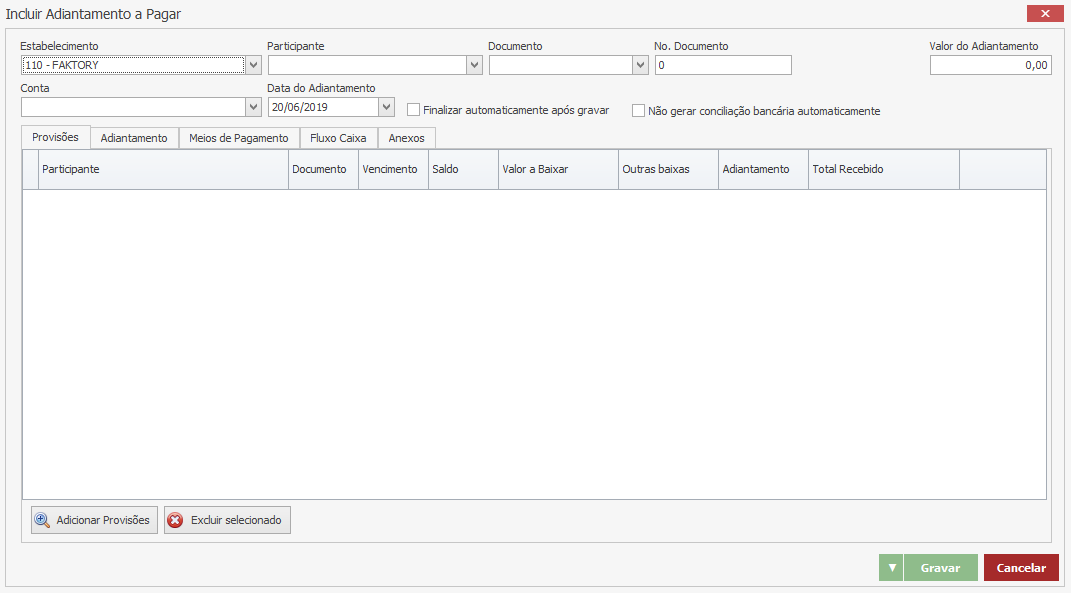 Incluir Adiantamento a Pagar
Estabelecimento Participante Documento No. Documento Valor do Adiantamento
110 - FAKTORY 0 0,00
Conta Data do Adiantamento
20/06/2019 Finalizar automaticamente após gravar Não gerar conciliação bancária automaticamente
Provisões Adiantamento Meios de Pagamento Fluxo Caixa Anexos
Participante Documento Vencimento Saldo Valor a Baixar Outras baixas Adiantamento Total Recebido
Adicionar Provisões Excluir selecionado
Gravar Cancelar